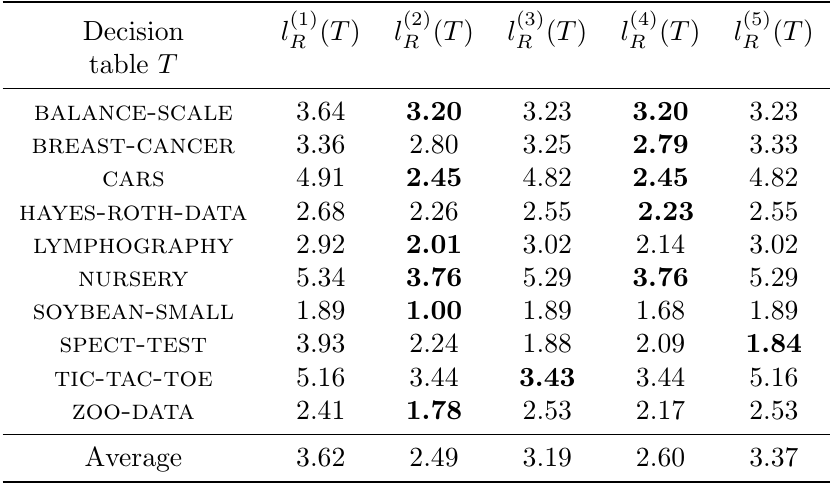 Decision l_R^{(1)}(T) l_R^{(2)}(T) l_R^{(3)}(T) l_R^{(4)}(T) l_R^{(5)}(T)
table T
BALANCE-SCALE 3.64 3.20 3.23 3.20 3.23
BREAST-CANCER 3.36 2.80 3.25 2.79 3.33
CARS 4.91 2.45 4.82 2.45 4.82
HAYES-ROTH-DATA 2.68 2.26 2.55 2.23 2.55
LYMPHOGRAPHY 2.92 2.01 3.02 2.14 3.02
NURSERY 5.34 3.76 5.29 3.76 5.29
SOYBEAN-SMALL 1.89 1.00 1.89 1.68 1.89
SPECT-TEST 3.93 2.24 1.88 2.09 1.84
TIC-TAC-TOE 5.16 3.44 3.43 3.44 5.16
ZOO-DATA 2.41 1.78 2.53 2.17 2.53
Average 3.62 2.49 3.19 2.60 3.37